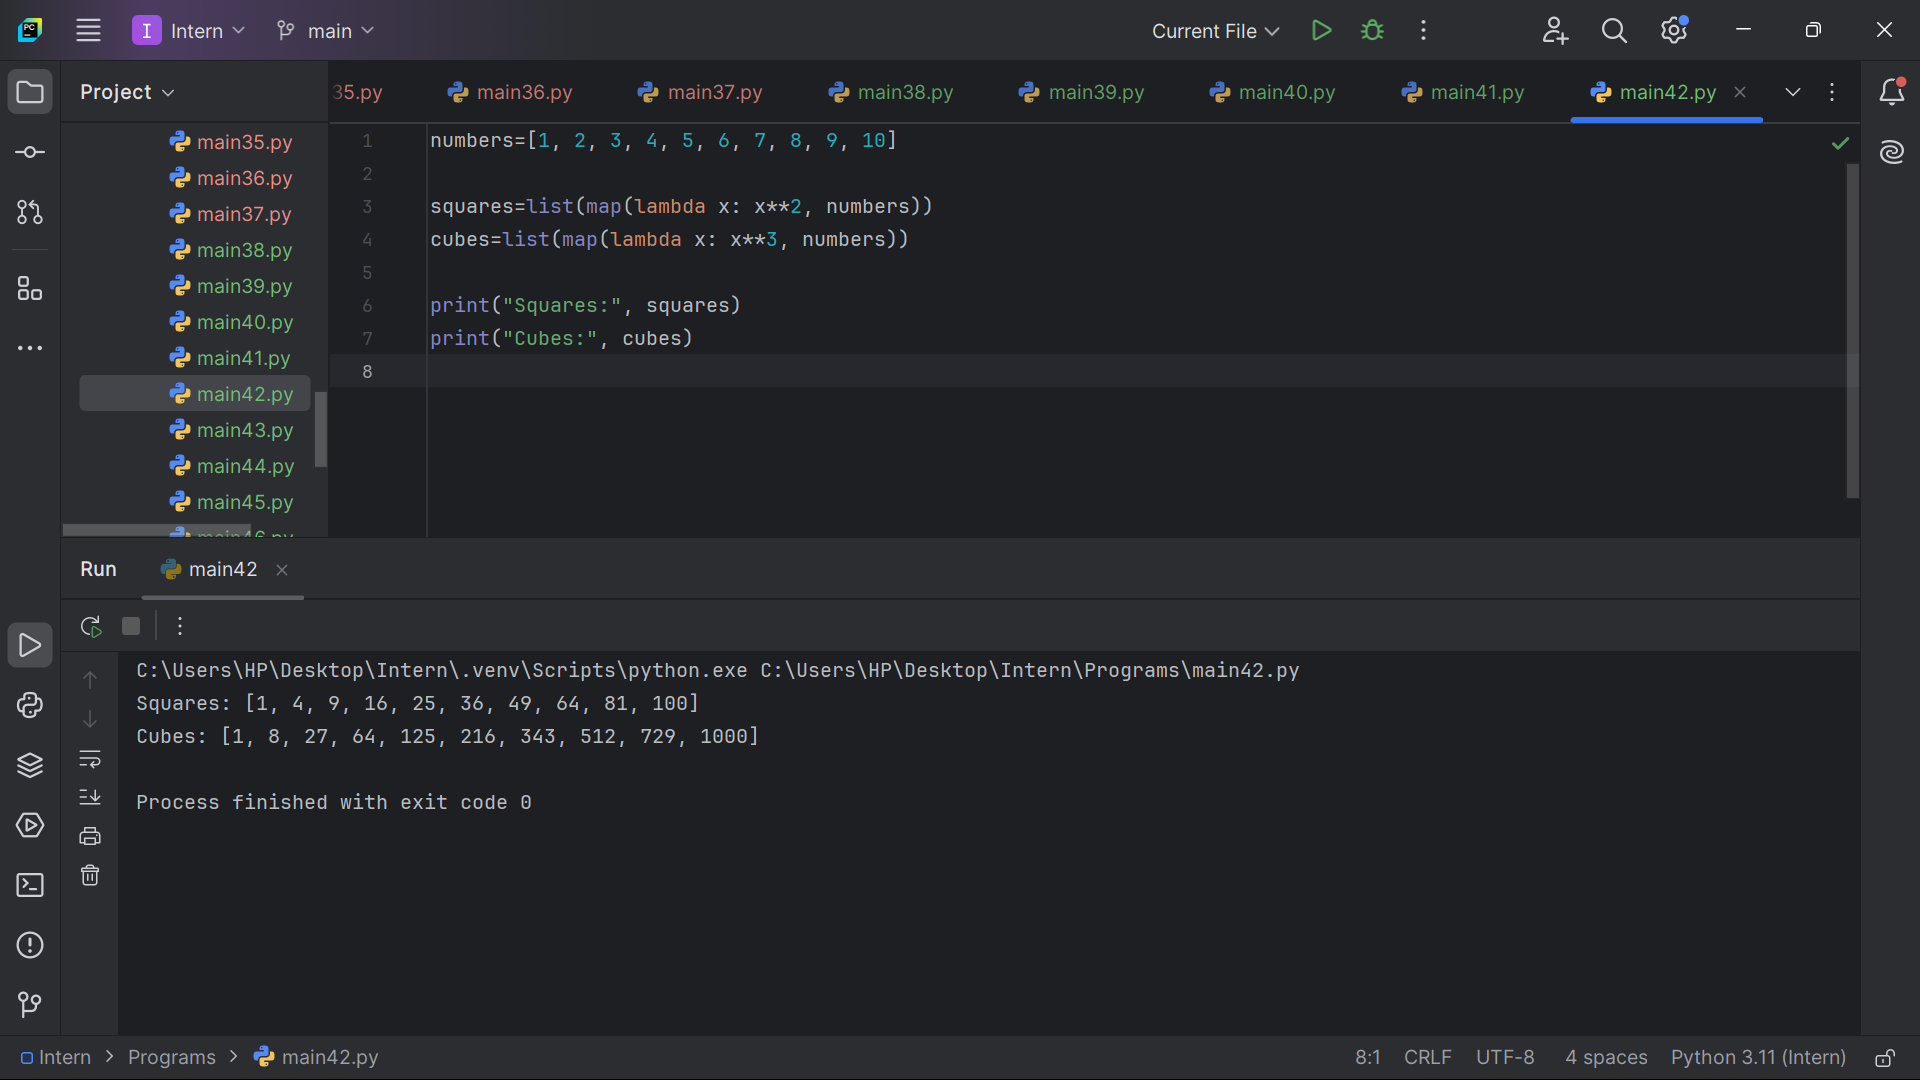 PC I Intern main Current File
Project
35.py main36.py main37.py main38.py main39.py main40.py main41.py main42.py
main35.py
main36.py
main37.py
main38.py
main39.py
main40.py
main41.py
main42.py
main43.py
main44.py
main45.py
main46.py
1 numbers=[1, 2, 3, 4, 5, 6, 7, 8, 9, 10]
2
3 squares=list(map(lambda x: x**2, numbers))
4 cubes=list(map(lambda x: x**3, numbers))
5
6 print("Squares:", squares)
7 print("Cubes:", cubes)
8
Run main42
C:\Users\HP\Desktop\Intern\.venv\Scripts\python.exe C:\Users\HP\Desktop\Intern\Programs\main42.py
Squares: [1, 4, 9, 16, 25, 36, 49, 64, 81, 100]
Cubes: [1, 8, 27, 64, 125, 216, 343, 512, 729, 1000]
Process finished with exit code 0
Intern > Programs > main42.py 8:1 CRLF UTF-8 4 spaces Python 3.11 (Intern)